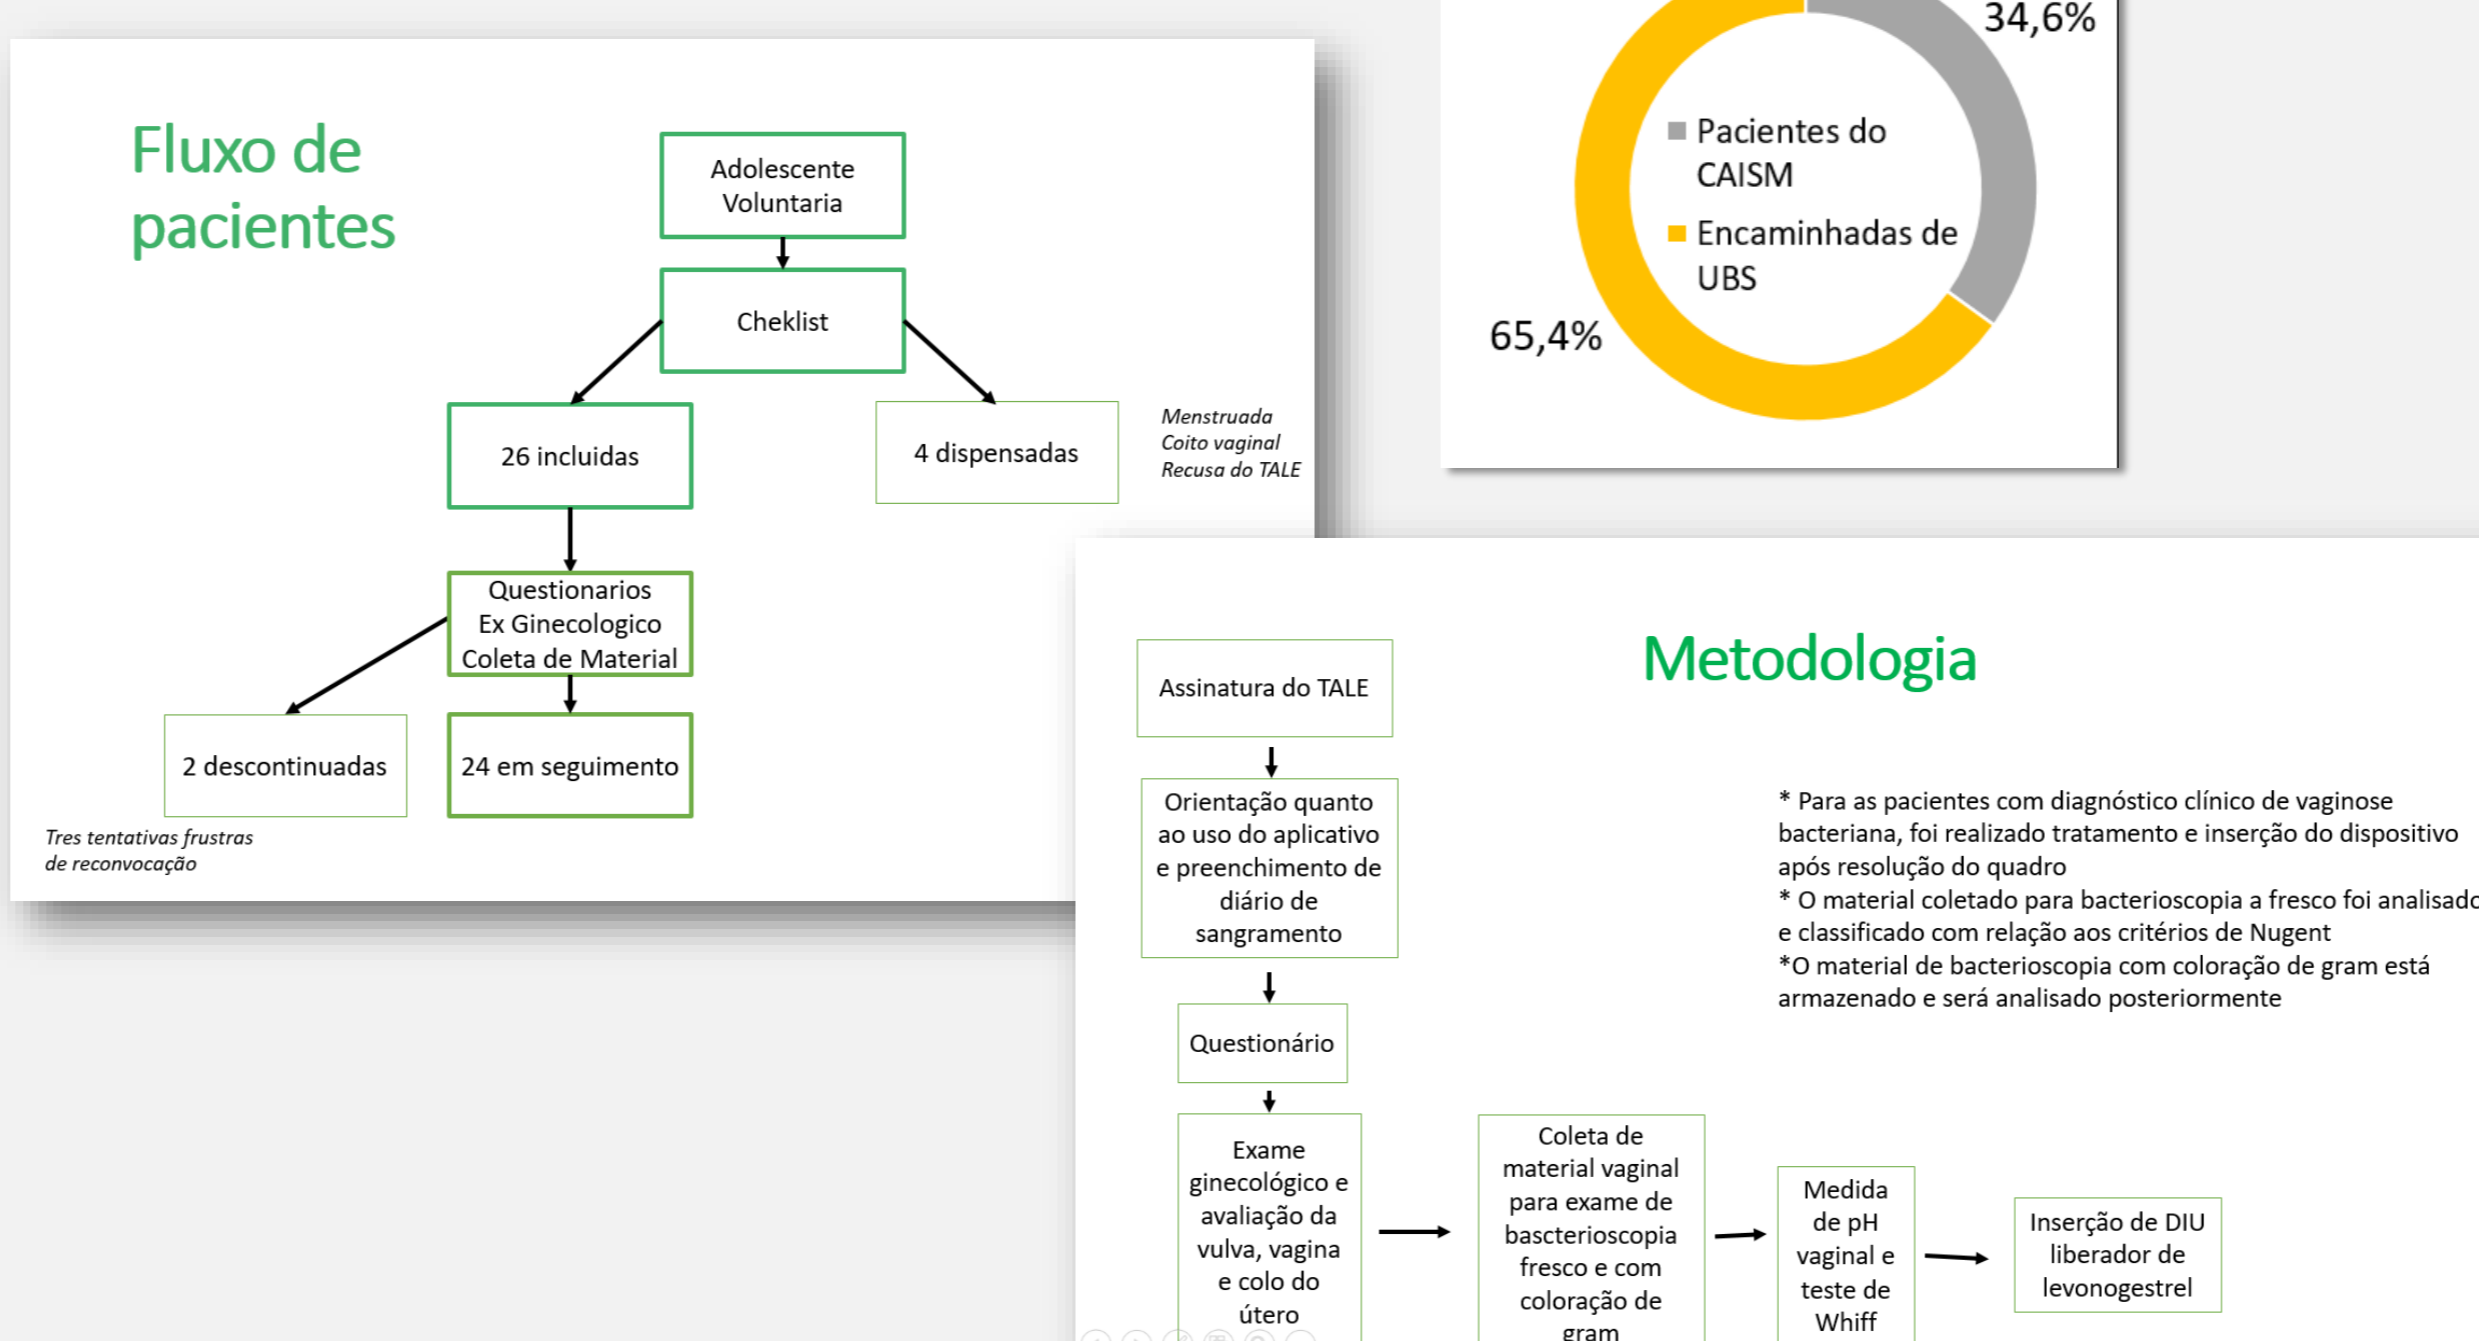 Fluxo de
pacientes
Adolescente
Voluntaria
Cheklist
26 incluidas
4 dispensadas
Menstruada
Coito vaginal
Recusa do TALE
Questionarios
Ex Ginecologico
Coleta de Material
2 descontinuadas
24 em seguimento
Tres tentativas frustras
de reconvocação
34,6%
Pacientes do
CAISM
Encaminhadas de
UBS
65,4%
Metodologia
Assinatura do TALE
Orientação quanto
ao uso do aplicativo
e preenchimento de
diário de
sangramento
Questionário
Exame
ginecológico e
avaliação da
vulva, vagina
e colo do
útero
Coleta de
material vaginal
para exame de
bascterioscopia
fresco e com
coloração de
gram
Medida
de pH
vaginal e
teste de
Whiff
Inserção de DIU
liberador de
levonogestrel
* Para as pacientes com diagnóstico clínico de vaginose
bacteriana, foi realizado tratamento e inserção do dispositivo
após resolução do quadro
* O material coletado para bacterioscopia a fresco foi analisado
e classificado com relação aos critérios de Nugent
*O material de bacterioscopia com coloração de gram está
armazenado e será analisado posteriormente